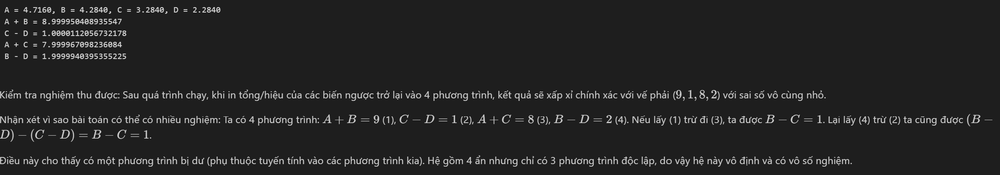 A = 4.7160, B = 4.2840, C = 3.2840, D = 2.2840
A + B = 8.999950408935547
C - D = 1.0000112056732178
A + C = 7.999967098236084
B - D = 1.9999940395355225
Kiểm tra nghiệm thu được: Sau quá trình chạy, khi in tổng/hiệu của các biến ngược trở lại vào 4 phương trình, kết quả sẽ xấp xỉ chính xác với vế phải (9, 1, 8, 2) với sai số vô cùng nhỏ.
Nhận xét vì sao bài toán có thể có nhiều nghiệm: Ta có 4 phương trình: A + B = 9 (1), C − D = 1 (2), A + C = 8 (3), B − D = 2 (4). Nếu lấy (1) trừ đi (3), ta được B − C = 1. Lại lấy (4) trừ (2) ta cũng được (B −
D) − (C − D) = B − C = 1.
Điều này cho thấy có một phương trình bị dư (phụ thuộc tuyến tính vào các phương trình kia). Hệ gồm 4 ẩn nhưng chỉ có 3 phương trình độc lập, do vậy hệ này vô định và có vô số nghiệm.